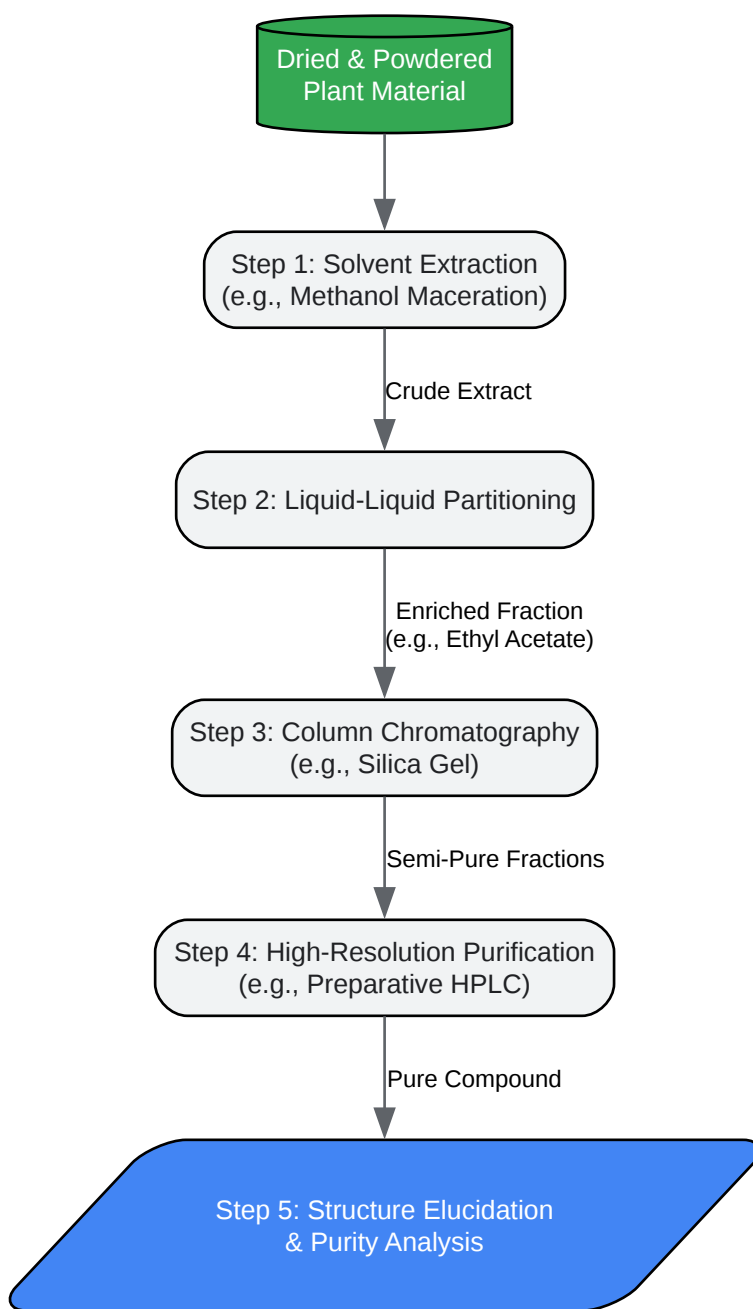 Dried & Powdered
Plant Material
Step 1: Solvent Extraction
(e.g., Methanol Maceration)
Crude Extract
Step 2: Liquid-Liquid Partitioning
Enriched Fraction
(e.g., Ethyl Acetate)
Step 3: Column Chromatography
(e.g., Silica Gel)
Semi-Pure Fractions
Step 4: High-Resolution Purification
(e.g., Preparative HPLC)
Pure Compound
Step 5: Structure Elucidation
& Purity Analysis